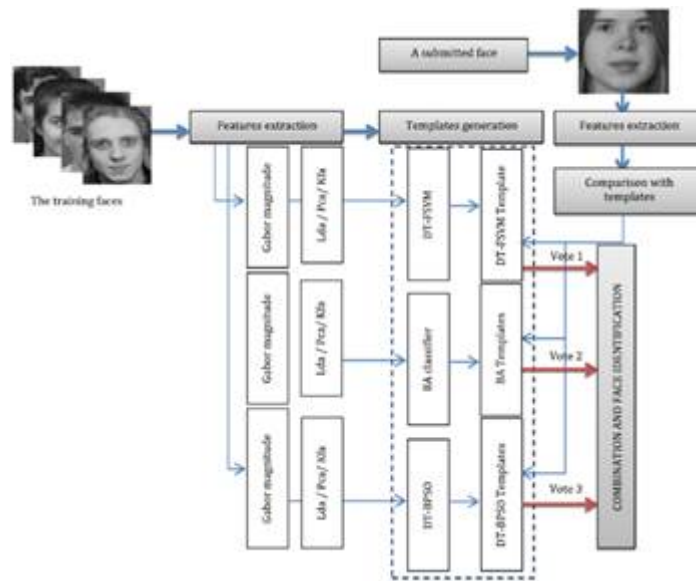 A submitted face
Features extraction
Templates generation
Features extraction
The training faces
Comparison with
templates
Gabor magnitude
Lda / Pca/ Kfa
DT-FSVM
DT-FSVM Template
Vote 1
Gabor magnitude
Lda / Pca/ Kfa
BA classifier
BA Templates
Vote 2
Gabor magnitude
Lda / Pca/ Kfa
DT-BPSO
DT-BPSO Templates
Vote 3
COMBINATION AND FACE IDENTIFICATION